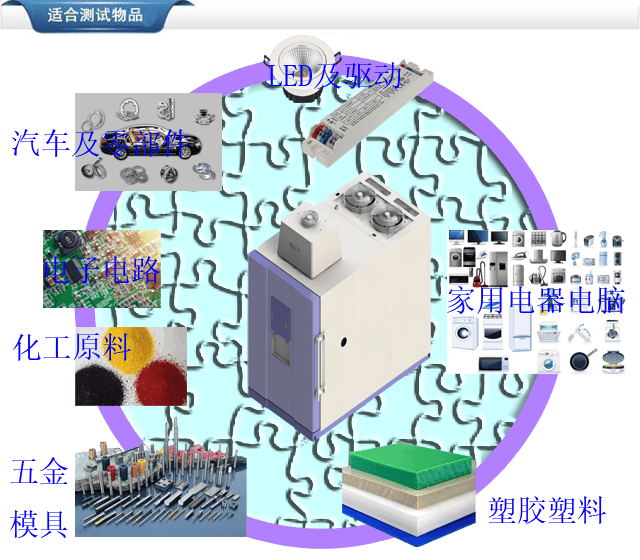 适合测试物品
LED及驱动
汽车及零部件
电子电路
家用电器电脑
化工原料
五金
模具
塑胶塑料